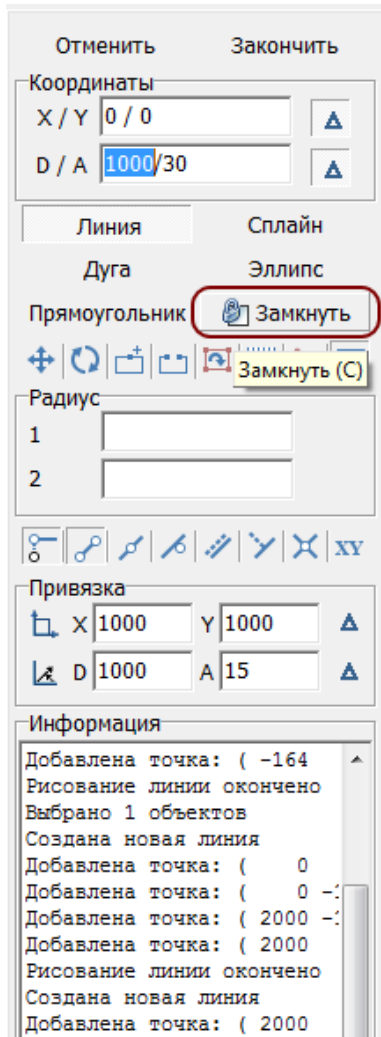 Отменить Закончить
Координаты
X / Y 0 / 0
D / A 1000/30
Линия Сплайн
Дуга Эллипс
Прямоугольник Замкнуть
Замкнуть (C)
Радиус
1
2
XY
Привязка
X 1000 Y 1000
D 1000 A 15
Информация
Добавлена точка: ( -164
Рисование линии окончено
Выбрано 1 объектов
Создана новая линия
Добавлена точка: ( 0
Добавлена точка: ( 0 -
Добавлена точка: ( 2000 -
Добавлена точка: ( 2000
Рисование линии окончено
Создана новая линия
Добавлена точка: ( 2000